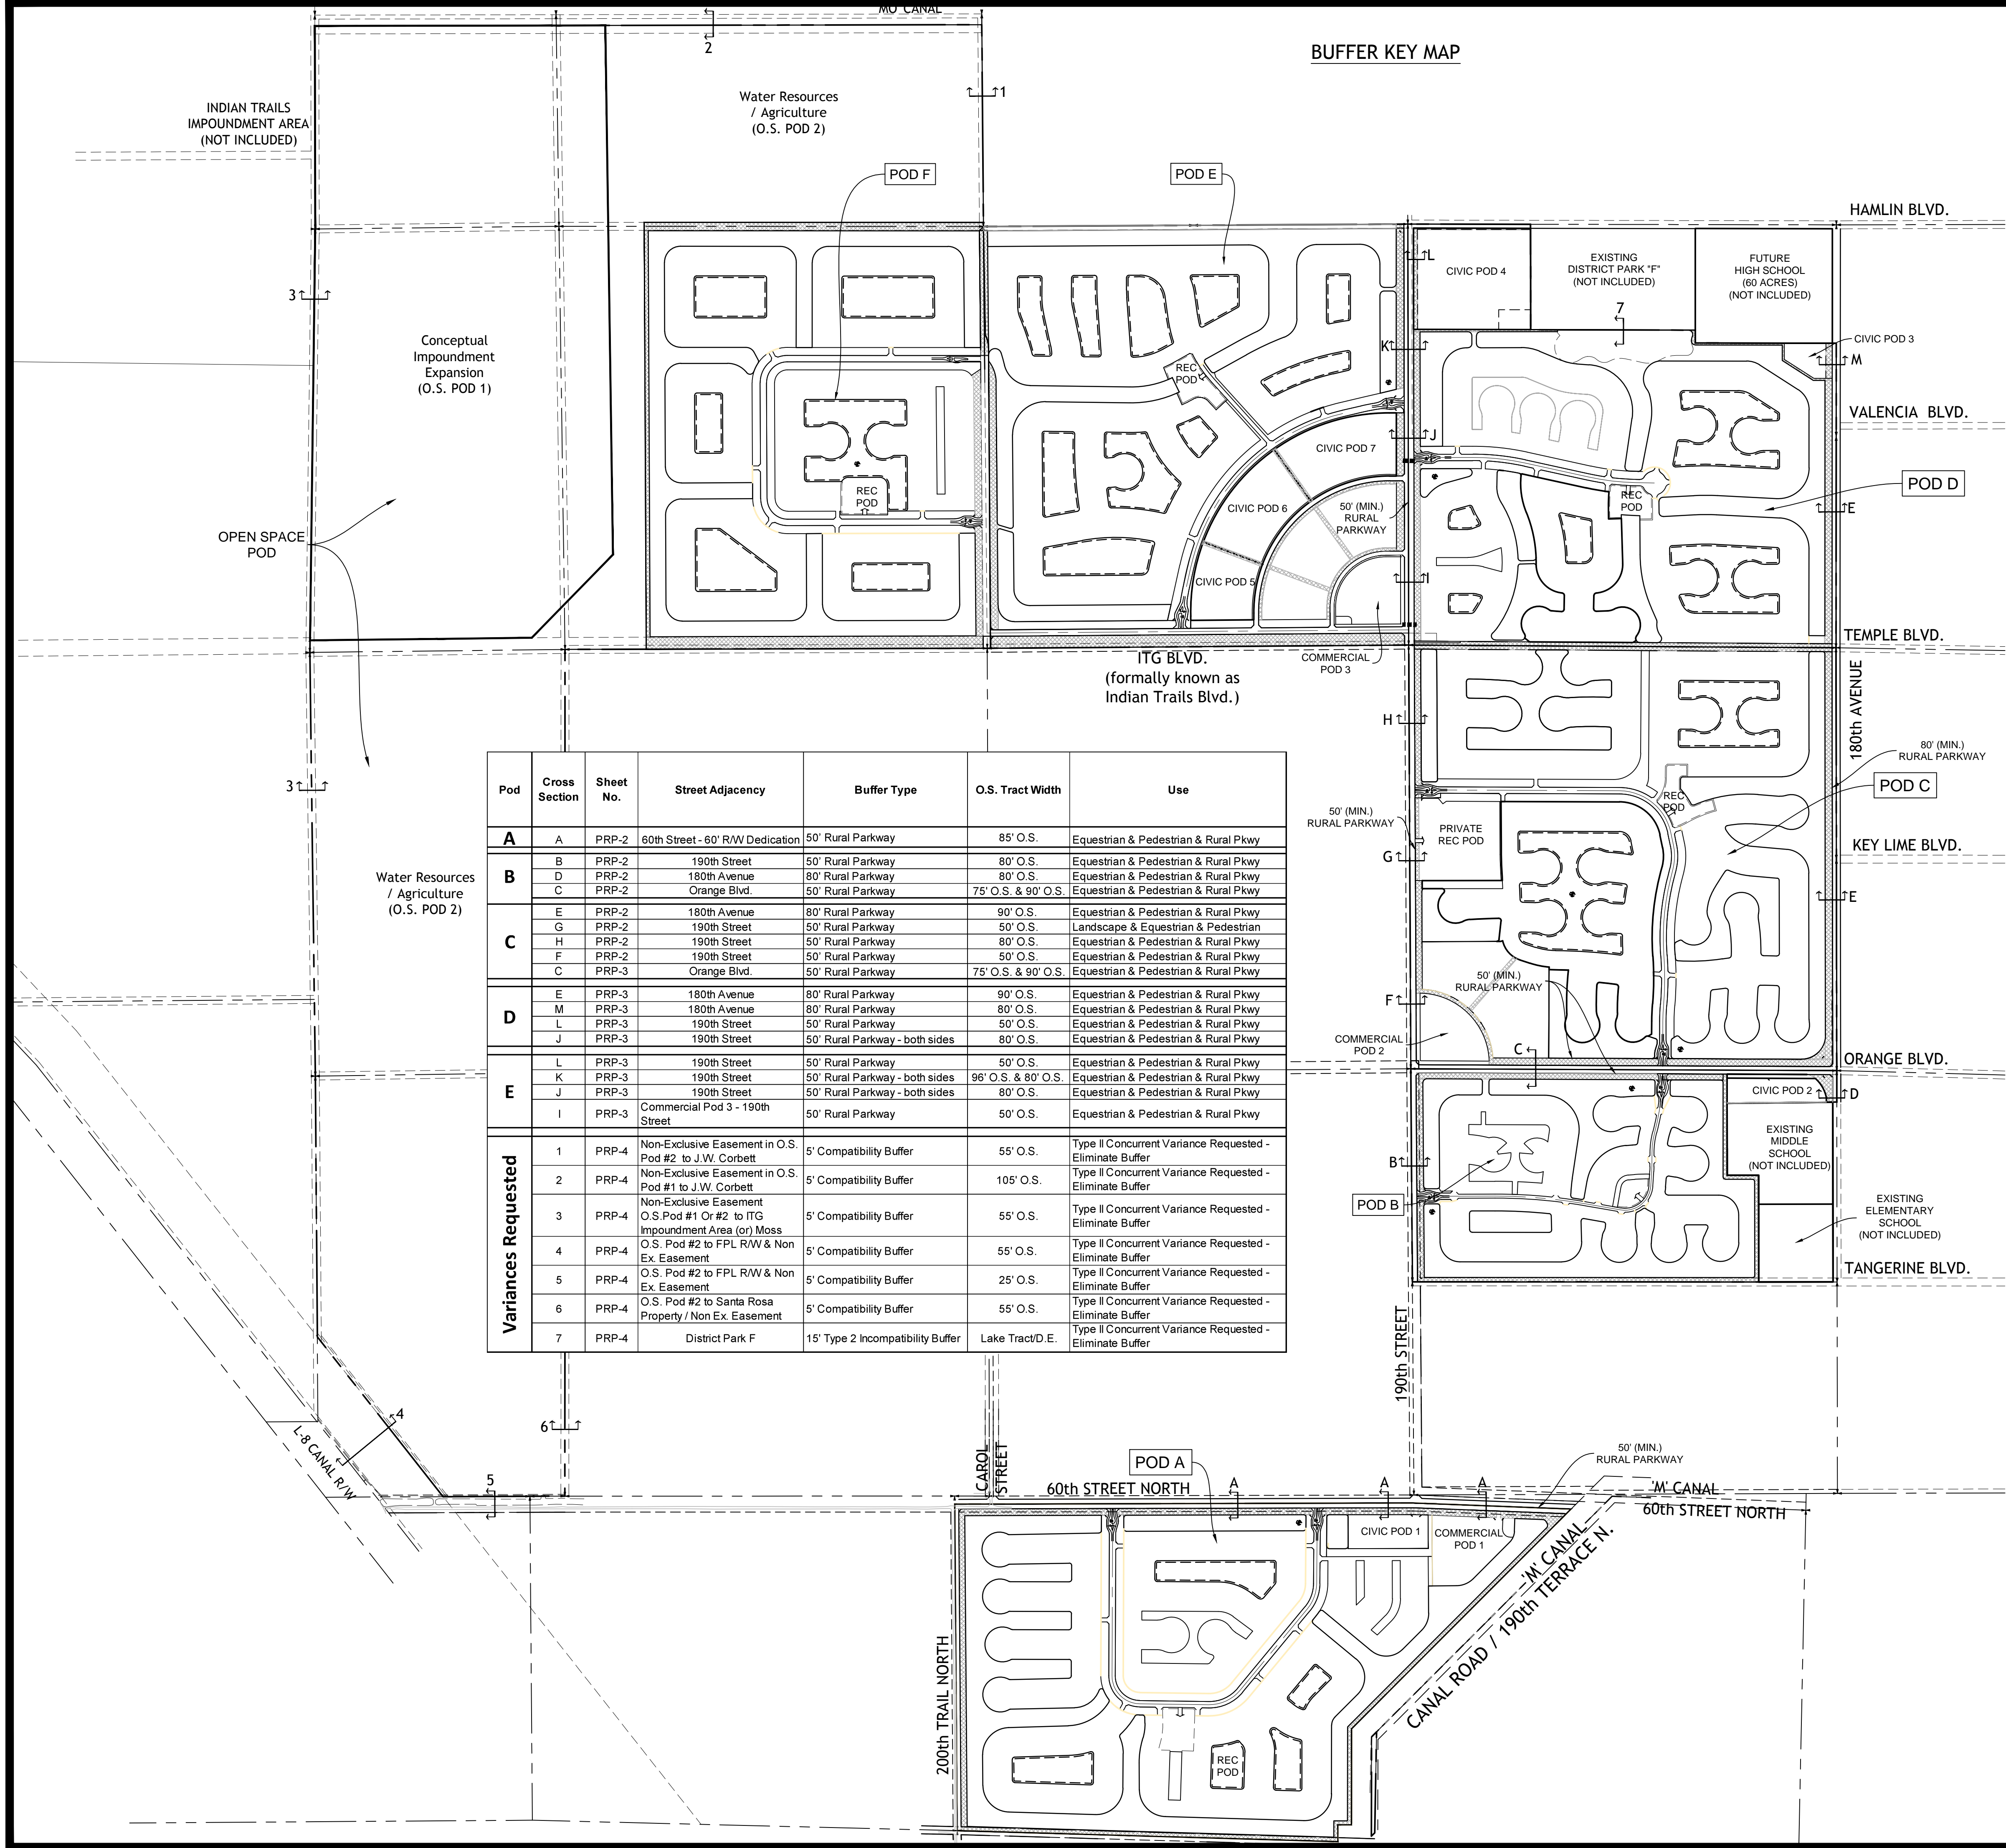 MO CANAL
BUFFER KEY MAP
2
1
INDIAN TRAILS
IMPOUNDMENT AREA
(NOT INCLUDED)
Water Resources
/ Agriculture
(O.S. POD 2)
POD F
POD E
HAMLIN BLVD.
L
CIVIC POD 4
EXISTING
DISTRICT PARK "F"
(NOT INCLUDED)
FUTURE
HIGH SCHOOL
(60 ACRES)
(NOT INCLUDED)
3
7
Conceptual
Impoundment
Expansion
(O.S. POD 1)
K
CIVIC POD 3
M
REC
POD
VALENCIA BLVD.
J
CIVIC POD 7
POD D
REC
POD
REC
POD
E
CIVIC POD 6
50' (MIN.)
RURAL
PARKWAY
OPEN SPACE
POD
CIVIC POD 5
I
TEMPLE BLVD.
ITG BLVD.
(formally known as
Indian Trails Blvd.)
COMMERCIAL
POD 3
180th AVENUE
H
80' (MIN.)
RURAL PARKWAY
POD C
3
REC
POD
50' (MIN.)
RURAL PARKWAY
PRIVATE
REC POD
KEY LIME BLVD.
G
E
Water Resources
/ Agriculture
(O.S. POD 2)
50' (MIN.)
RURAL PARKWAY
F
COMMERCIAL
POD 2
C
ORANGE BLVD.
CIVIC POD 2
D
EXISTING
MIDDLE
SCHOOL
(NOT INCLUDED)
B
POD B
EXISTING
ELEMENTARY
SCHOOL
(NOT INCLUDED)
TANGERINE BLVD.
190th STREET
Pod Cross Section Sheet No. Street Adjacency Buffer Type O.S. Tract Width Use
A A PRP-2 60th Street - 60' R/W Dedication 50' Rural Parkway 85' O.S. Equestrian & Pedestrian & Rural Pkwy
B B PRP-2 190th Street 50' Rural Parkway 80' O.S. Equestrian & Pedestrian & Rural Pkwy
D PRP-2 180th Avenue 80' Rural Parkway 80' O.S. Equestrian & Pedestrian & Rural Pkwy
C PRP-2 Orange Blvd. 50' Rural Parkway 75' O.S. & 90' O.S. Equestrian & Pedestrian & Rural Pkwy
C E PRP-2 180th Avenue 80' Rural Parkway 90' O.S. Equestrian & Pedestrian & Rural Pkwy
G PRP-2 190th Street 50' Rural Parkway 50' O.S. Landscape & Equestrian & Pedestrian
H PRP-2 190th Street 50' Rural Parkway 80' O.S. Equestrian & Pedestrian & Rural Pkwy
F PRP-2 190th Street 50' Rural Parkway 50' O.S. Equestrian & Pedestrian & Rural Pkwy
C PRP-3 Orange Blvd. 50' Rural Parkway 75' O.S. & 90' O.S. Equestrian & Pedestrian & Rural Pkwy
D E PRP-3 180th Avenue 80' Rural Parkway 90' O.S. Equestrian & Pedestrian & Rural Pkwy
M PRP-3 180th Avenue 80' Rural Parkway 80' O.S. Equestrian & Pedestrian & Rural Pkwy
L PRP-3 190th Street 50' Rural Parkway 50' O.S. Equestrian & Pedestrian & Rural Pkwy
J PRP-3 190th Street 50' Rural Parkway - both sides 80' O.S. Equestrian & Pedestrian & Rural Pkwy
E L PRP-3 190th Street 50' Rural Parkway 50' O.S. Equestrian & Pedestrian & Rural Pkwy
K PRP-3 190th Street 50' Rural Parkway - both sides 96' O.S. & 80' O.S. Equestrian & Pedestrian & Rural Pkwy
J PRP-3 190th Street 50' Rural Parkway - both sides 80' O.S. Equestrian & Pedestrian & Rural Pkwy
I PRP-3 Commercial Pod 3 - 190th Street 50' Rural Parkway 50' O.S. Equestrian & Pedestrian & Rural Pkwy
Variances Requested
1 PRP-4 Non-Exclusive Easement in O.S. Pod #2 to J.W. Corbett 5' Compatibility Buffer 55' O.S. Type II Concurrent Variance Requested - Eliminate Buffer
2 PRP-4 Non-Exclusive Easement in O.S. Pod #1 to J.W. Corbett 5' Compatibility Buffer 105' O.S. Type II Concurrent Variance Requested - Eliminate Buffer
3 PRP-4 Non-Exclusive Easement O.S.Pod #1 Or #2 to ITG Impoundment Area (or) Moss 5' Compatibility Buffer 55' O.S. Type II Concurrent Variance Requested - Eliminate Buffer
4 PRP-4 O.S. Pod #2 to FPL R/W & Non Ex. Easement 5' Compatibility Buffer 55' O.S. Type II Concurrent Variance Requested - Eliminate Buffer
5 PRP-4 O.S. Pod #2 to FPL R/W & Non Ex. Easement 5' Compatibility Buffer 25' O.S. Type II Concurrent Variance Requested - Eliminate Buffer
6 PRP-4 O.S. Pod #2 to Santa Rosa Property / Non Ex. Easement 5' Compatibility Buffer 55' O.S. Type II Concurrent Variance Requested - Eliminate Buffer
7 PRP-4 District Park F 15' Type 2 Incompatibility Buffer Lake Tract/D.E. Type II Concurrent Variance Requested - Eliminate Buffer
4
6
L-8 CANAL R/W
5
CAROL
STREET
POD A
60th STREET NORTH
A
A
A
50' (MIN.)
RURAL PARKWAY
'M' CANAL
60th STREET NORTH
CIVIC POD 1
COMMERCIAL
POD 1
'M' CANAL
CANAL ROAD / 190th TERRACE N.
200th TRAIL NORTH
REC
POD